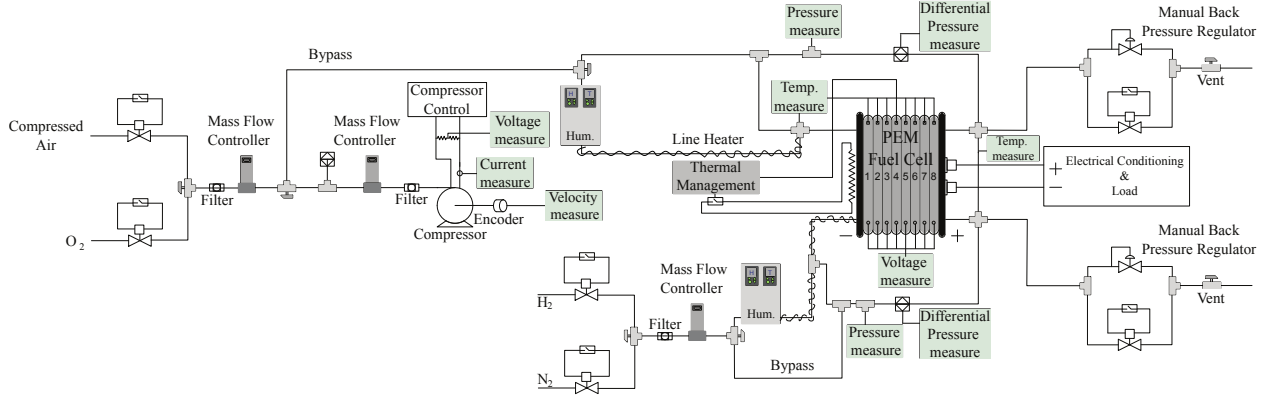 Pressure
measure
Differential
Pressure
measure
Manual Back
Pressure Regulator
Vent
Bypass
Compressed
Air
Mass Flow
Controller
Mass Flow
Controller
Compressor
Control
Voltage
measure
H T
Hum.
Temp.
measure
Line Heater
PEM
Fuel Cell
1 2 3 4 5 6 7 8
Temp.
measure
Electrical Conditioning
&
Load
+
−
Thermal
Management
Current
measure
Filter
Filter
Encoder
Velocity
measure
Compressor
O2
−
+
Voltage
measure
Manual Back
Pressure Regulator
Vent
Mass Flow
Controller
H T
Hum.
H2
Filter
Pressure
measure
Differential
Pressure
measure
Bypass
N2